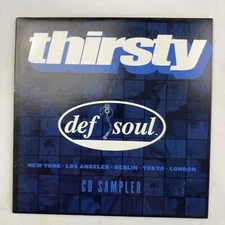 thirsty
def soul
NEW YORK · LOS ANGELES · BERLIN · TOKYO · LONDON
CD SAMPLER